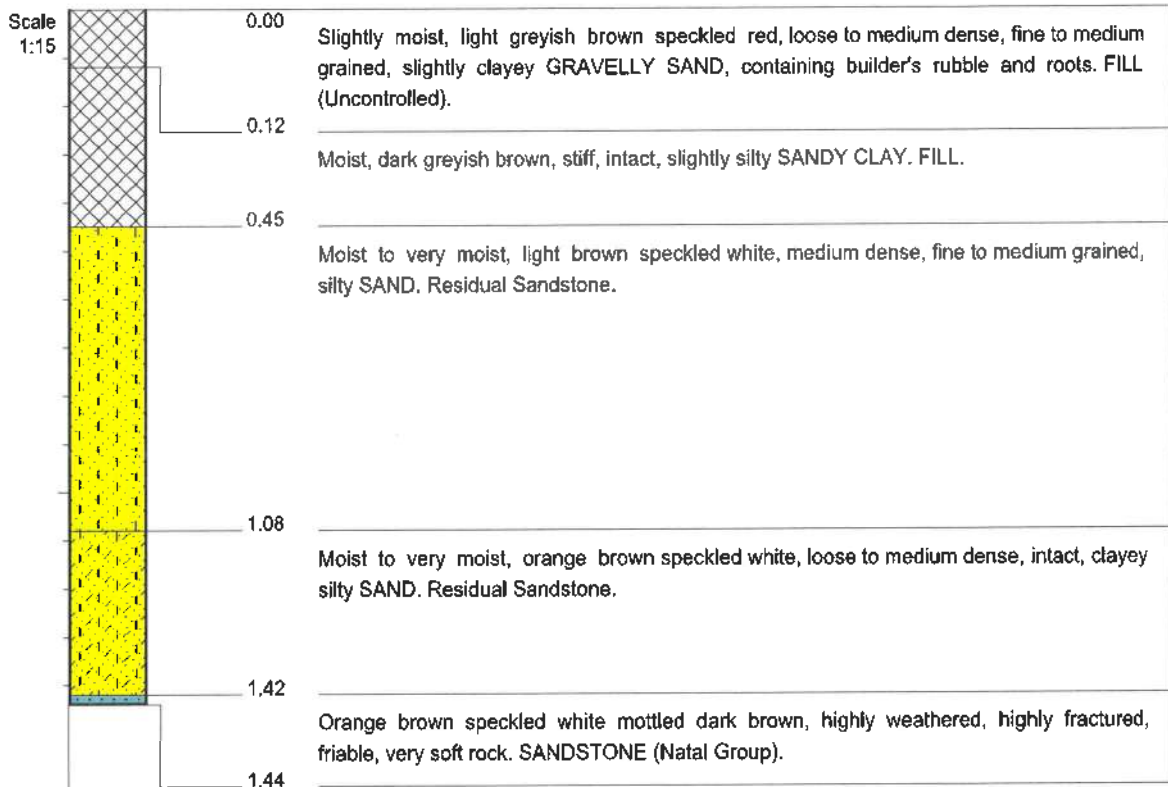 Scale
1:15
0.00
Slightly moist, light greyish brown speckled red, loose to medium dense, fine to medium
grained, slightly clayey GRAVELLY SAND, containing builder's rubble and roots. FILL
(Uncontrolled).
0.12
Moist, dark greyish brown, stiff, intact, slightly silty SANDY CLAY. FILL.
0.45
Moist to very moist, light brown speckled white, medium dense, fine to medium grained,
silty SAND. Residual Sandstone.
1.08
Moist to very moist, orange brown speckled white, loose to medium dense, intact, clayey
silty SAND. Residual Sandstone.
1.42
Orange brown speckled white mottled dark brown, highly weathered, highly fractured,
friable, very soft rock. SANDSTONE (Natal Group).
1.44